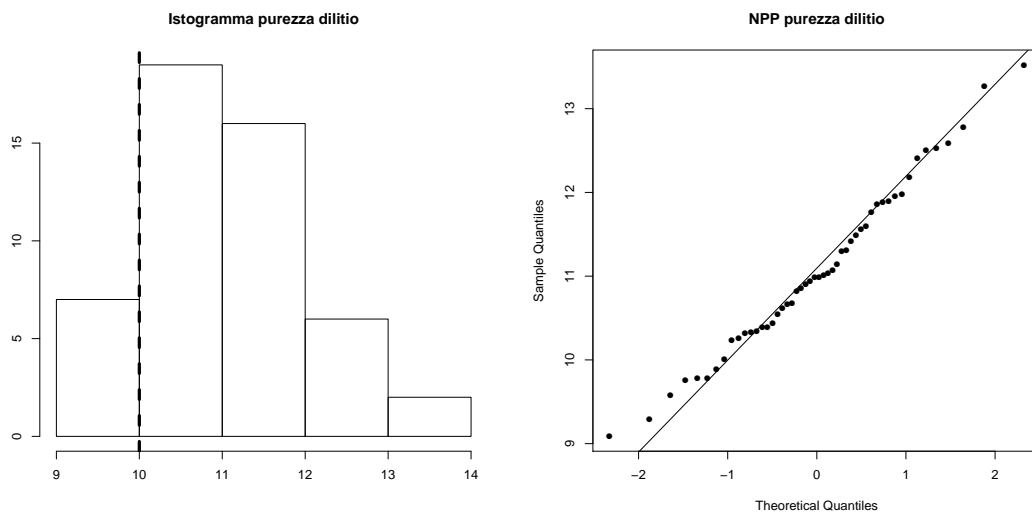 Istogramma purezza dilitio
15
10
5
0
9 10 11 12 13 14
NPP purezza dilitio
Sample Quantiles
13
12
11
10
9
−2 −1 0 1 2
Theoretical Quantiles